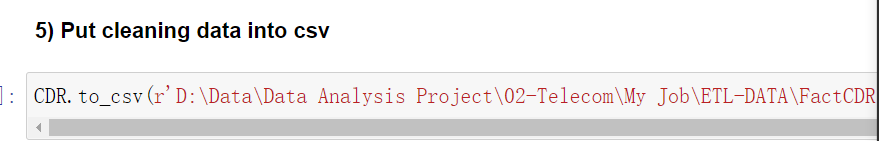 5) Put cleaning data into csv
]: CDR.to_csv(r'D:\Data\Data Analysis Project\02-Telecom\My Job\ETL-DATA\FactCDR